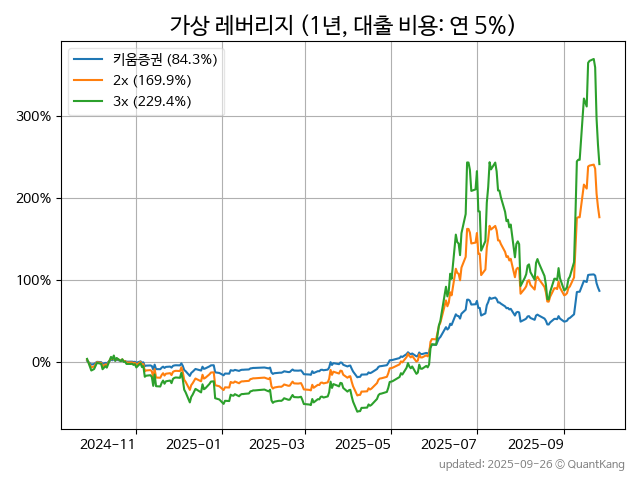 가상 레버리지 (1년, 대출 비용: 연 5%)
키움증권 (84.3%)
2x (169.9%)
3x (229.4%)
300%
200%
100%
0%
2024-11
2025-01
2025-03
2025-05
2025-07
2025-09
updated: 2025-09-26 © QuantKang